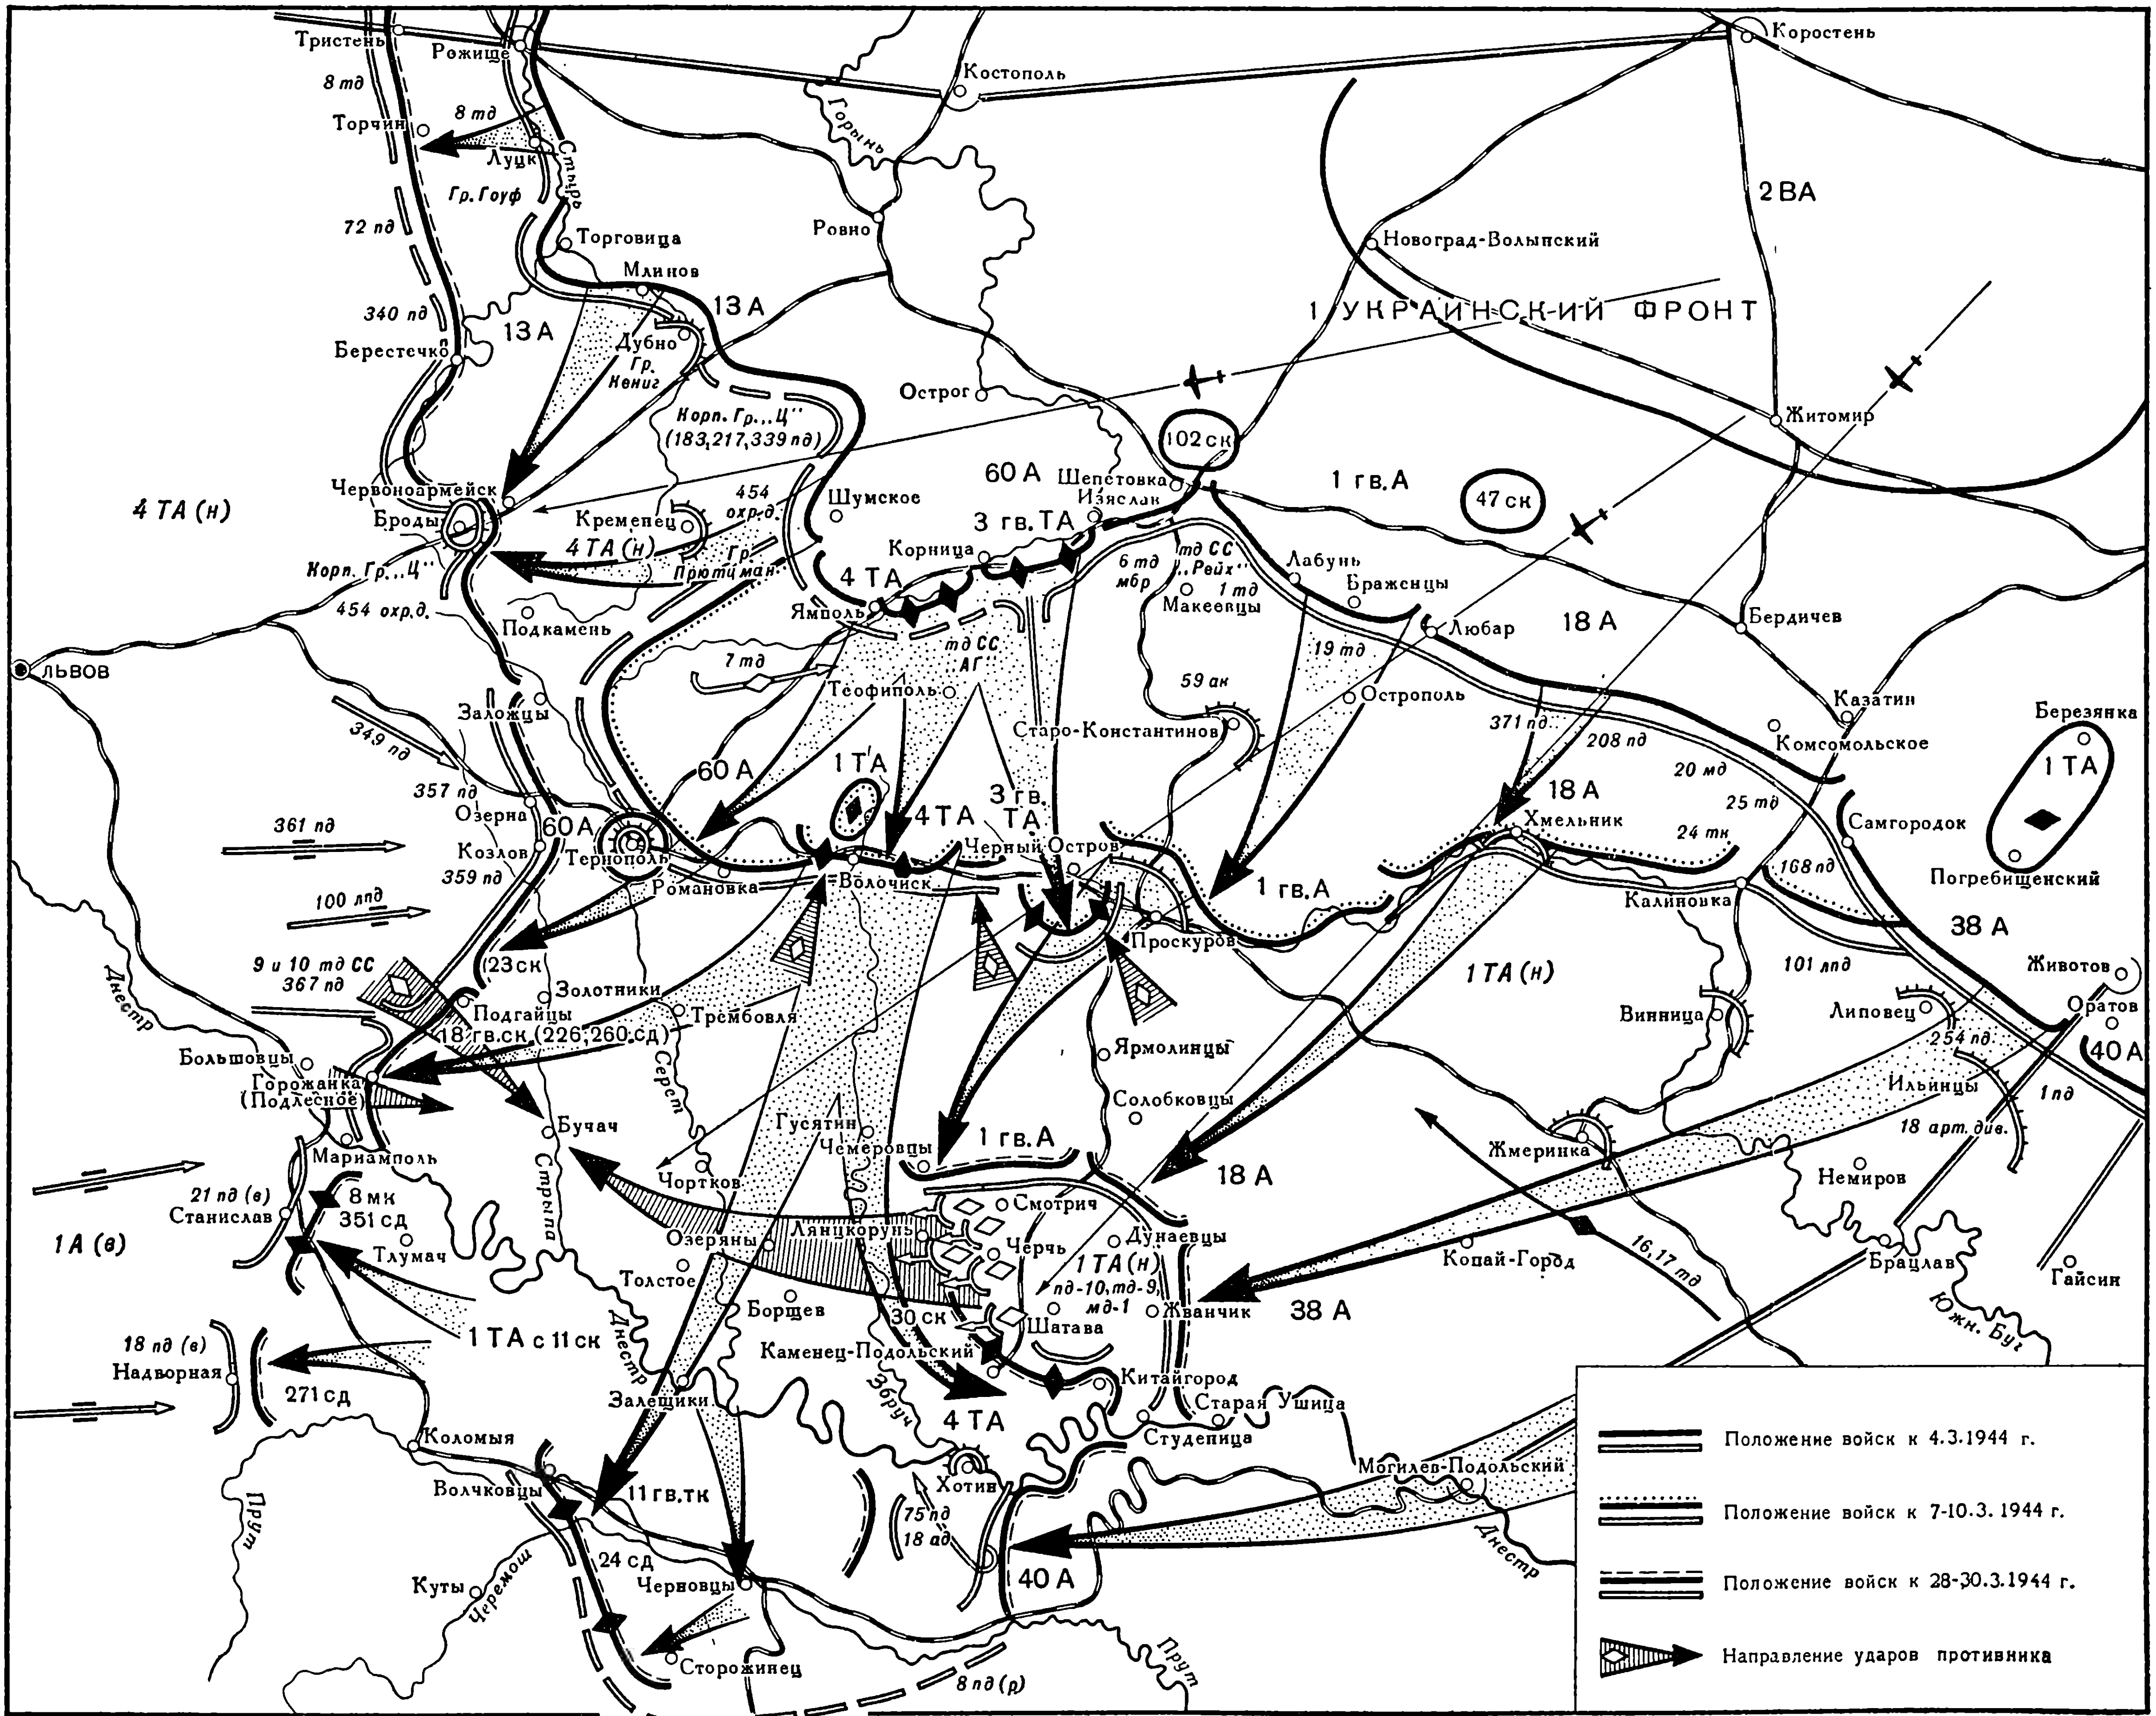 Тристень
Рожище
Костополь
Коростень
8 тд
Торчин
8 тд
Луцк
Стырь
Горынь
Гр. Гоуф
2 ВА
72 пд
Торговица
Ровно
Новоград-Волынский
Млинов
13 А
1 УКРАИНСКИЙ ФРОНТ
340 пд
13 А
Берестечко
Дубно
Гр.
Кениг
Острог
Житомир
Корп. Гр. „Ц"
(183,217,339 пд)
102 ск
60 А
Шепетовка
1 гв. А
47 ск
4 ТА (н)
Червоноармейск
454
охр.д.
Шумское
Изяслав
3 гв. ТА
Броды
Кременец
4 ТА (н)
Гр
Прютцман
Корница
6 тд
мбр
тд СС
„Рейх"
1 тд
Макеевцы
Лабунь
Браженцы
Корп. Гр. „Ц"
4 ТА
454 охр.д.
Ямполь
Подкамень
Любар
18 А
Бердичев
ЛЬВОВ
7 тд
тд СС
„АГ"
19 тд
Теофиполь
59 ак
Острополь
Заложцы
349 пд
Старо-Константинов
371 пд
208 пд
Казатин
Комсомольское
Березянка
1 ТА
60 А
1 ТА
20 мд
357 пд
Озерна
3 гв.
ТА
4 ТА
18 А
25 тд
361 пд
60 А
Хмельник
24 тк
Самгородок
Козлов
Тернополь
Черный Остров
359 пд
Романовка
Волочиск
1 гв. А
168 пд
Погребищенский
100 лпд
Калиновка
38 А
Проскуров
9 и 10 тд СС
367 пд
(23 ск
1 ТА (н)
101 лпд
Животов
Днестр
Золотники
Подгайцы
Трембовля
Винница
Липовец
Оратов
18 гв.ск (226,260 сд)
254 пд
40 А
Большовцы
Ярмолинцы
Горожанка
(Подлесное)
Серет
Солобковцы
Ильинцы
1 пд
Бучач
Гусятин
18 арт. див.
Чемеровцы
1 гв. А
Жмеринка
Мариамполь
Стрыпа
Чортков
18 А
Немиров
21 пд (в)
Станислав
8 мк
351 сд
Смотрич
1 А (в)
Тлумач
Озеряны
Лянцкорунь
Дунаевцы
Черчь
16, 17 тд
Копай-Город
Брацлав
Толстое
1 ТА (н)
пд-10, тд-9,
мд-1
Гайсин
Борщев
30 ск
Жванчик
38 А
Шатава
Южн. Буг
Днестр
1 ТА с 11 ск
18 пд (в)
Надворная
Каменец-Подольский
271 сд
Китайгород
Залещики
Збруч
4 ТА
Старая Ушица
Студеница
Коломыя
Могилев-Подольский
Хотин
Волчковцы
11 гв.тк
75 пд
18 ад
Прут
Днестр
24 сд
Черновцы
40 А
Куты
Черемош
Сторожинец
Прут
8 пд (р)
Положение войск к 4.3.1944 г.
Положение войск к 7-10.3. 1944 г.
Положение войск к 28-30.3.1944 г.
Направление ударов противника